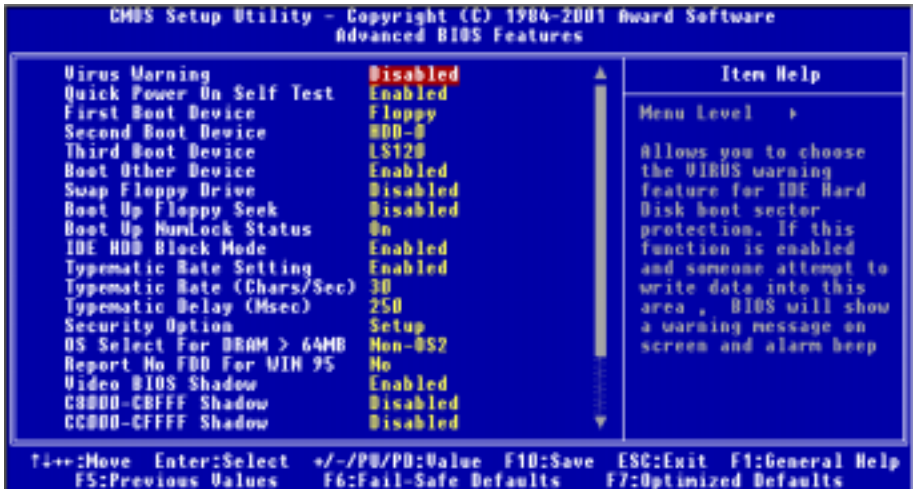 CMOS Setup Utility - Copyright (C) 1984-2001 Award Software
Advanced BIOS Features
Virus Warning Disabled
Quick Power On Self Test Enabled
First Boot Device Floppy
Second Boot Device HDD-0
Third Boot Device LS120
Boot Other Device Enabled
Swap Floppy Drive Disabled
Boot Up Floppy Seek Disabled
Boot Up NumLock Status On
IDE HDD Block Mode Enabled
Typematic Rate Setting Enabled
Typematic Rate (Chars/Sec) 30
Typematic Delay (Msec) 250
Security Option Setup
OS Select For DRAM > 64MB Non-OS2
Report No FDD For WIN 95 No
Video BIOS Shadow Enabled
C8000-CBFFF Shadow Disabled
CC000-CFFFF Shadow Disabled
Item Help
Menu Level ▸
Allows you to choose
the VIRUS warning
feature for IDE Hard
Disk boot sector
protection. If this
function is enabled
and someone attempt to
write data into this
area , BIOS will show
a warning message on
screen and alarm beep
↑↓→←:Move Enter:Select +/-/PU/PD:Value F10:Save ESC:Exit F1:General Help
F5:Previous Values F6:Fail-Safe Defaults F7:Optimized Defaults